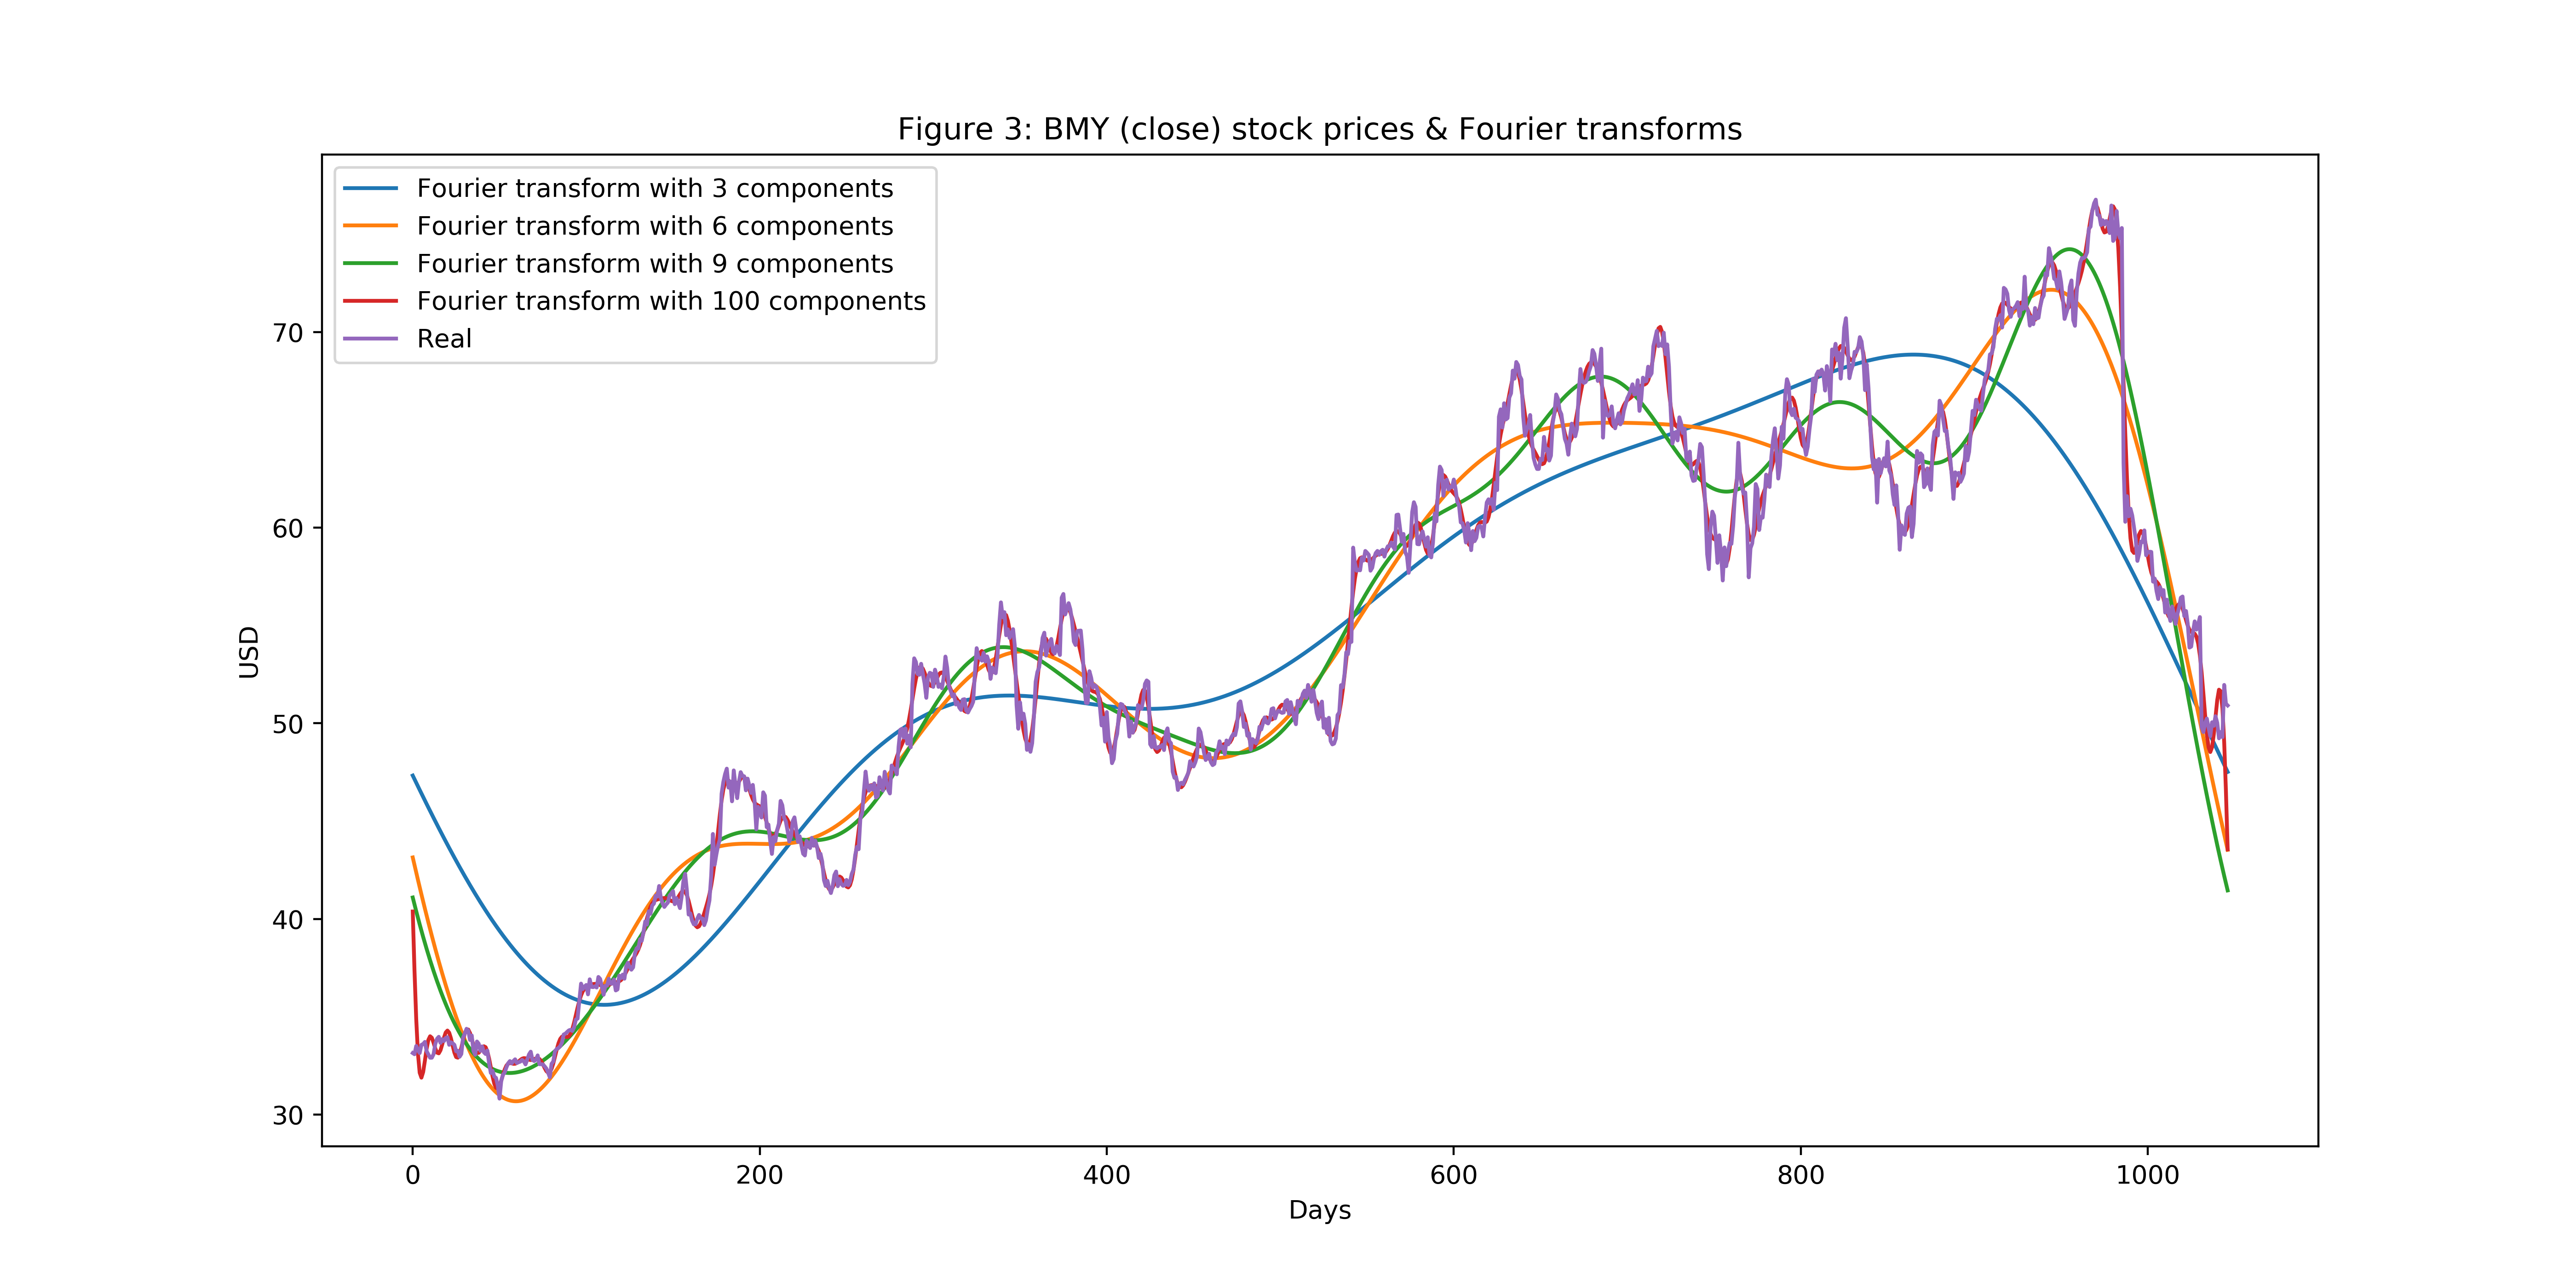 Figure 3: BMY (close) stock prices & Fourier transforms
Fourier transform with 3 components
Fourier transform with 6 components
Fourier transform with 9 components
Fourier transform with 100 components
Real
70
60
50
40
30
USD
0 200 400 600 800 1000
Days